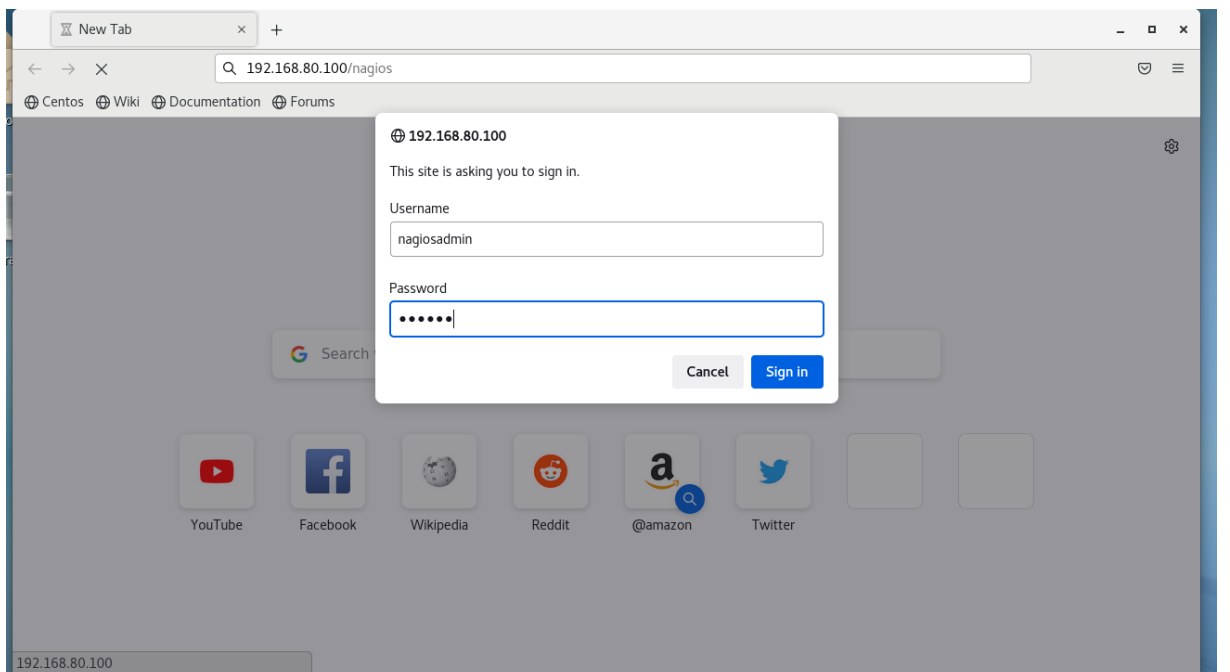 New Tab
192.168.80.100/nagios
Centos Wiki Documentation Forums
192.168.80.100
This site is asking you to sign in.
Username
nagiosadmin
Password
••••••
Cancel Sign in
Search
YouTube Facebook Wikipedia Reddit @amazon Twitter
192.168.80.100